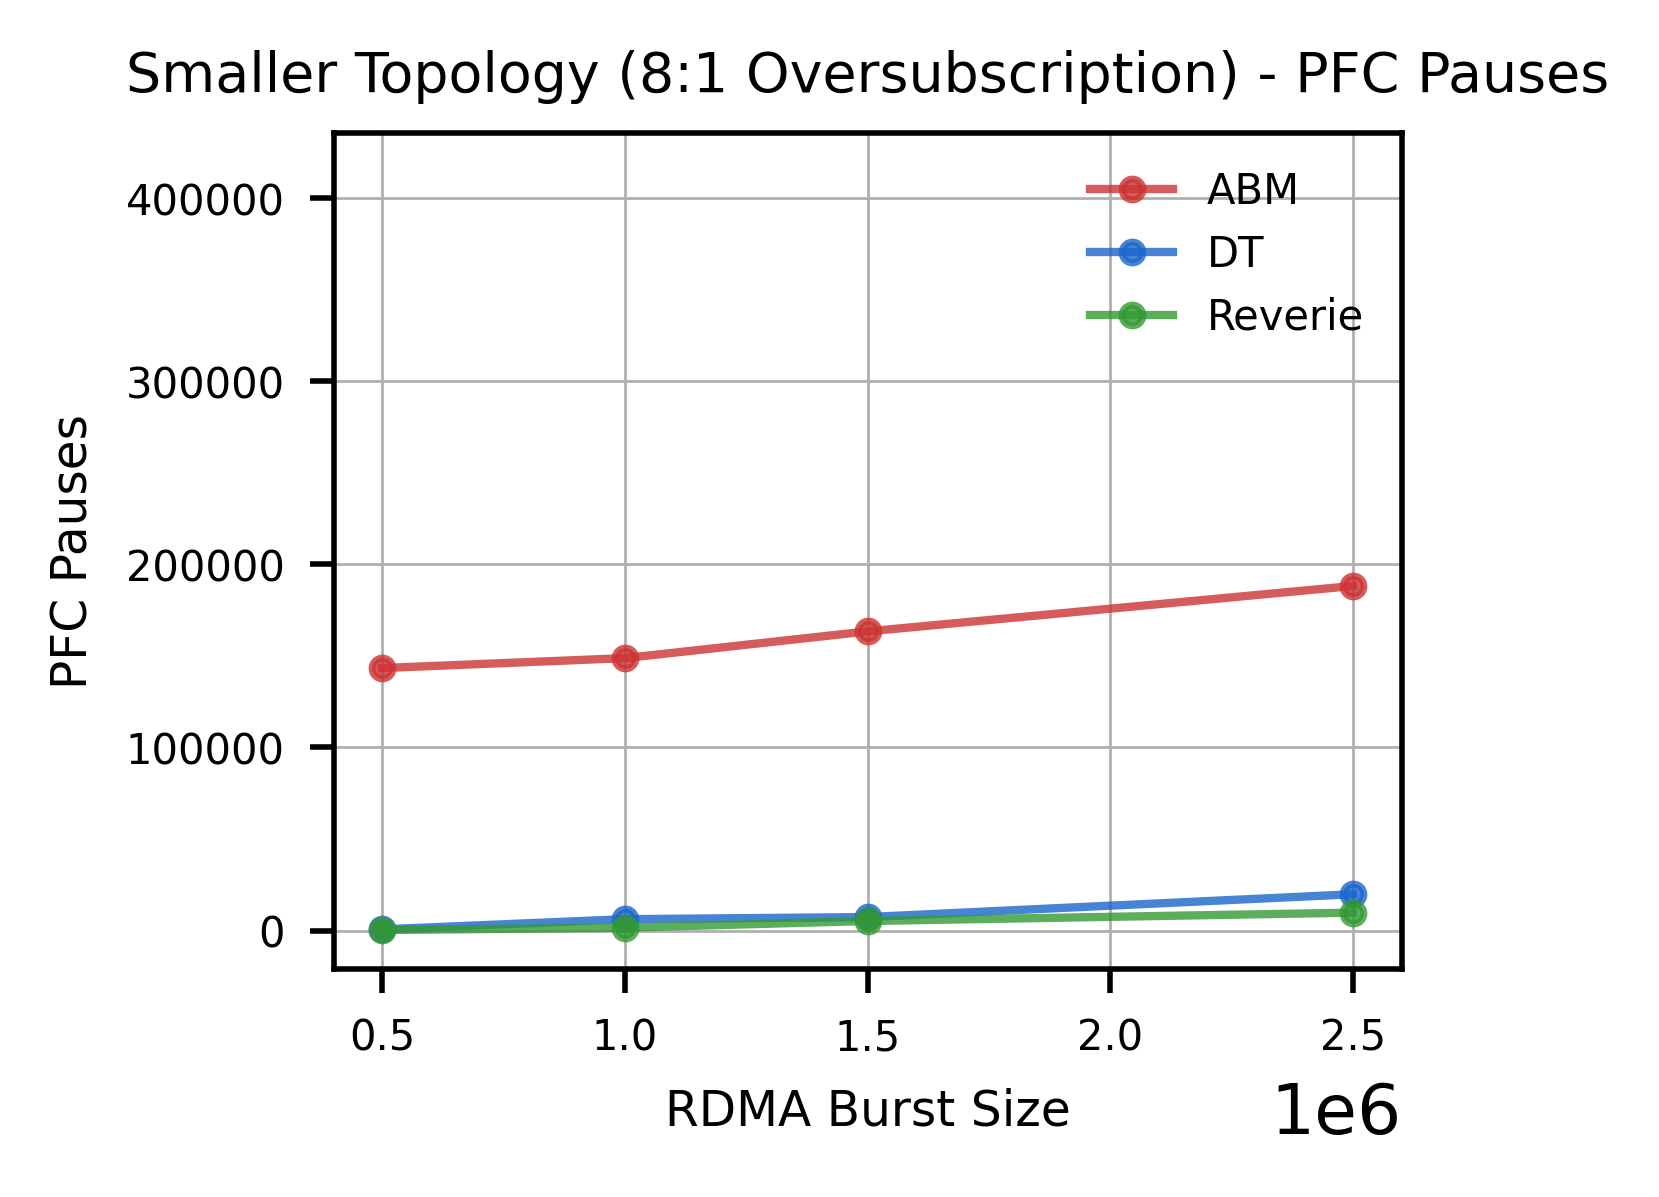 Smaller Topology (8:1 Oversubscription) - PFC Pauses
ABM
DT
Reverie
PFC Pauses
400000
300000
200000
100000
0
0.5 1.0 1.5 2.0 2.5
RDMA Burst Size
1e6